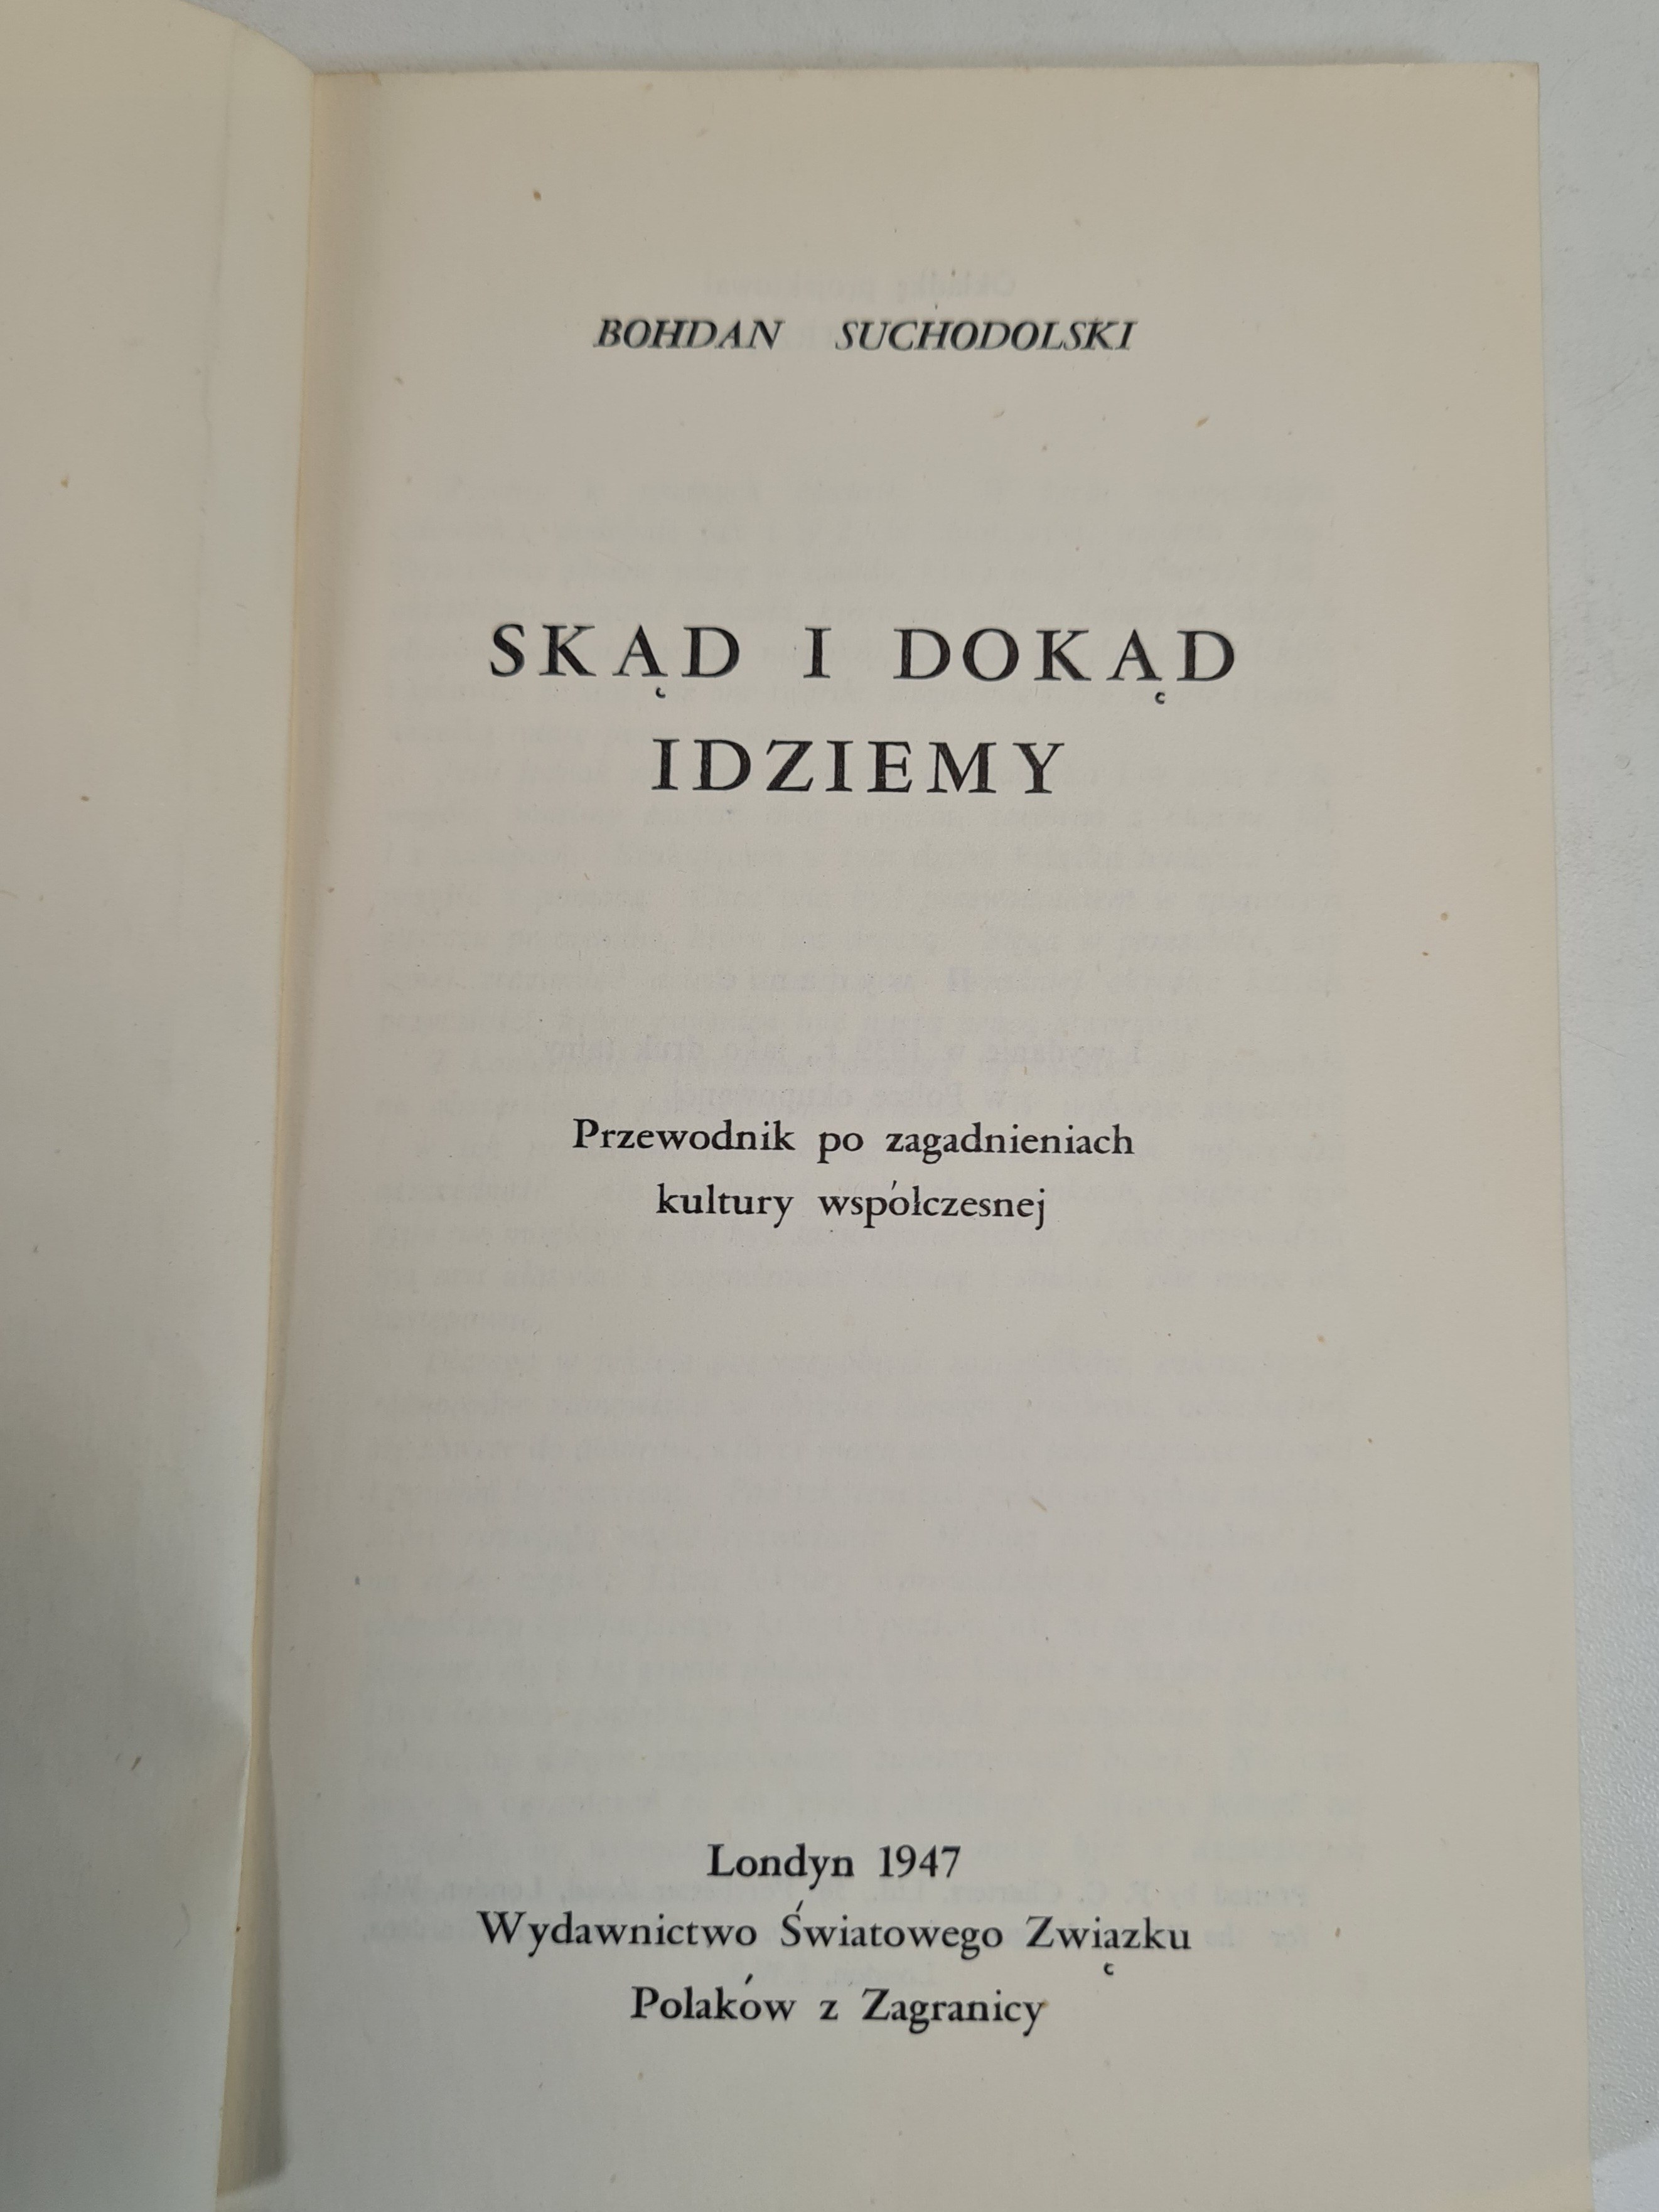 BOHDAN SUCHODOLSKI
SKĄD I DOKĄD
IDZIEMY
Przewodnik po zagadnieniach
kultury współczesnej
Londyn 1947
Wydawnictwo Światowego Związku
Polaków z Zagranicy